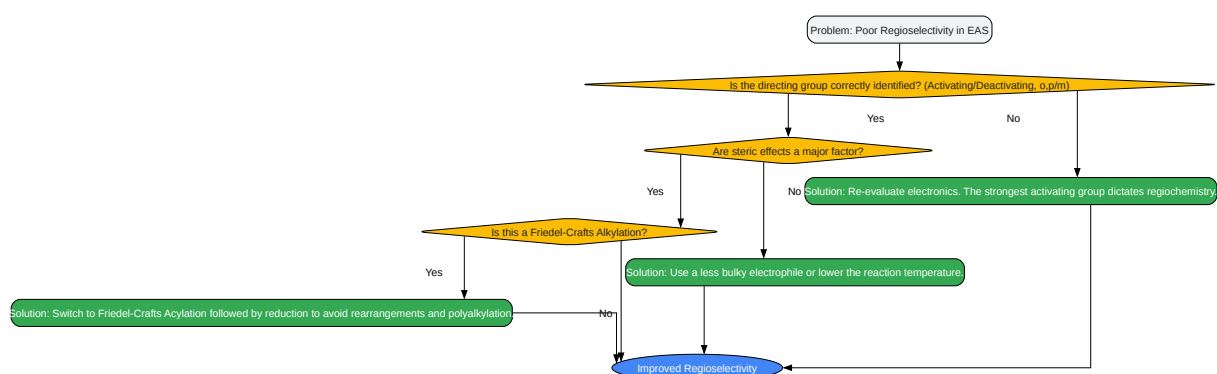 Problem: Poor Regioselectivity in EAS
Is the directing group correctly identified? (Activating/Deactivating, o,p/m)
Yes
No
Are steric effects a major factor?
Yes
No
Solution: Re-evaluate electronics. The strongest activating group dictates regiochemistry.
Is this a Friedel-Crafts Alkylation?
Yes
Solution: Use a less bulky electrophile or lower the reaction temperature.
Solution: Switch to Friedel-Crafts Acylation followed by reduction to avoid rearrangements and polyalkylation.
No
Improved Regioselectivity